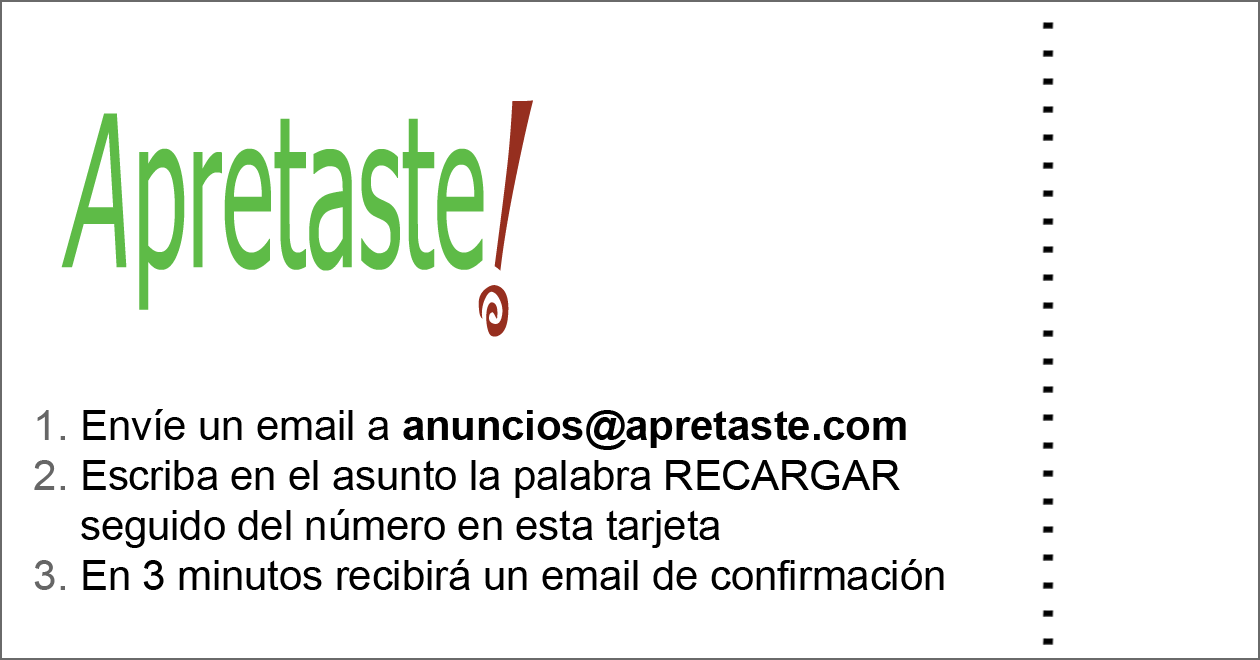 Apretaste!
1. Envíe un email a anuncios@apretaste.com
2. Escriba en el asunto la palabra RECARGAR
seguido del número en esta tarjeta
3. En 3 minutos recibirá un email de confirmación